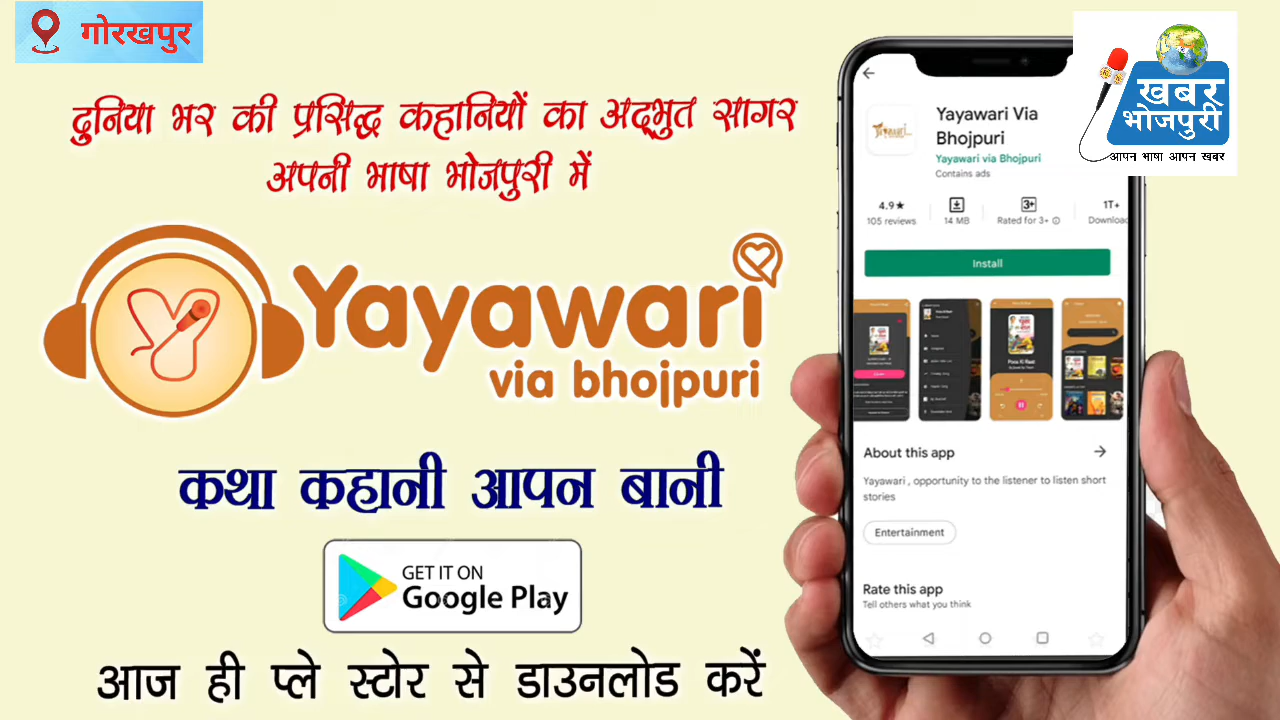 गोरखपुर
दुनिया भर की प्रसिद्ध कहानियों का अद्भुत सागर
अपनी भाषा भोजपुरी में
Yayawari
via bhojpuri
कथा कहानी आपन बानी
GET IT ON
Google Play
आज ही प्ले स्टोर से डाउनलोड करें
खबर
भोजपुरी
आपन भाषा आपन खबर
Yayawari Via
Bhojpuri
Yayawari via Bhojpuri
Contains ads
4.9★ 3+ 1T+
105 reviews 14 MB Rated for 3+ Downloa
Install
About this app
Yayawari , opportunity to the listener to listen short
stories
Entertainment
Rate this app
Tell others what you think